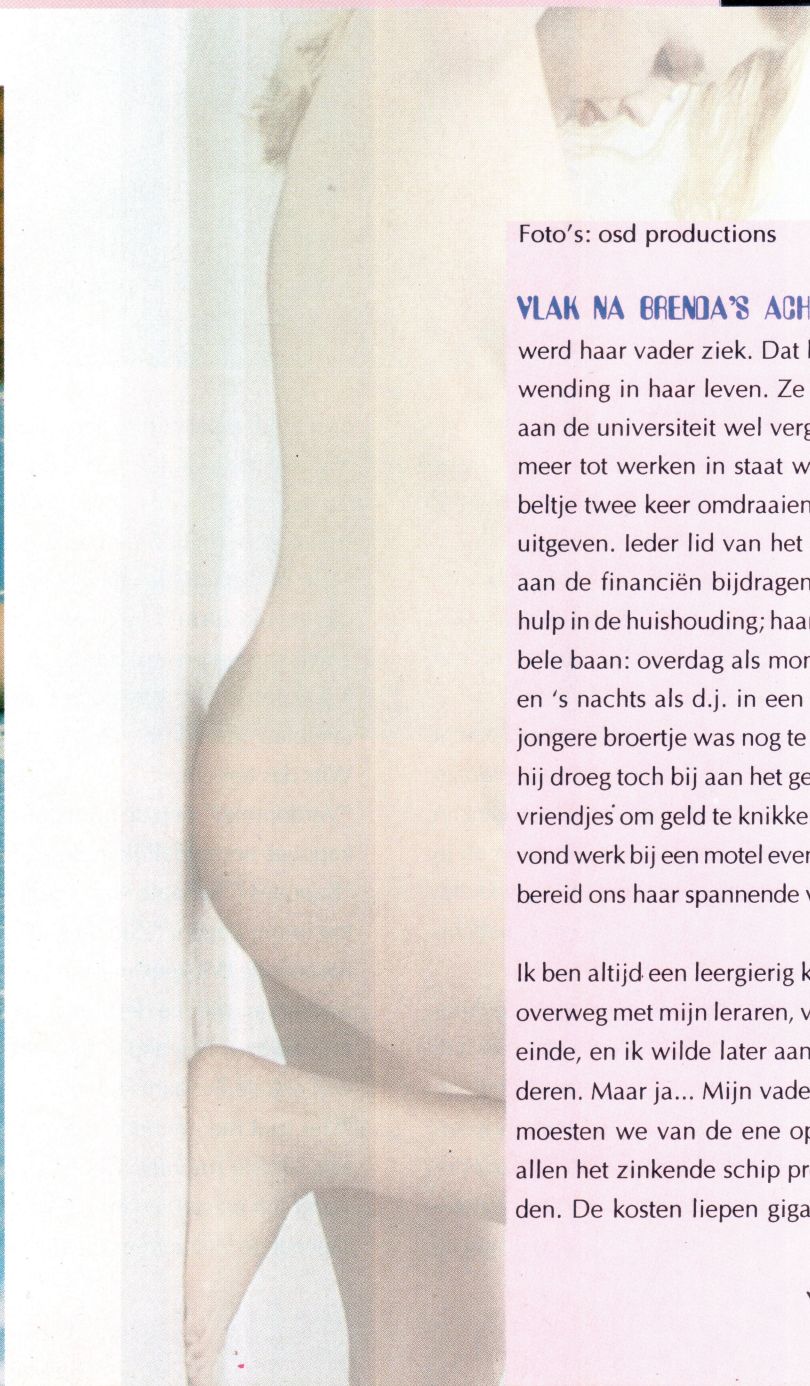 Foto's: osd productions
VLAK NA BRENDA'S ACH
werd haar vader ziek. Dat
wending in haar leven. Ze
aan de universiteit wel verg
meer tot werken in staat w
beltje twee keer omdraaien
uitgeven. Ieder lid van het
aan de financiën bijdragen
hulp in de huishouding; haar
bele baan: overdag als mon
en 's nachts als d.j. in een
jongere broertje was nog te
hij droeg toch bij aan het ge
vriendjes om geld te knikke
vond werk bij een motel even
bereid ons haar spannende v
Ik ben altijd een leergierig k
overweg met mijn leraren, v
einde, en ik wilde later aan
deren. Maar ja... Mijn vade
moesten we van de ene op
allen het zinkende schip pr
den. De kosten liepen giga